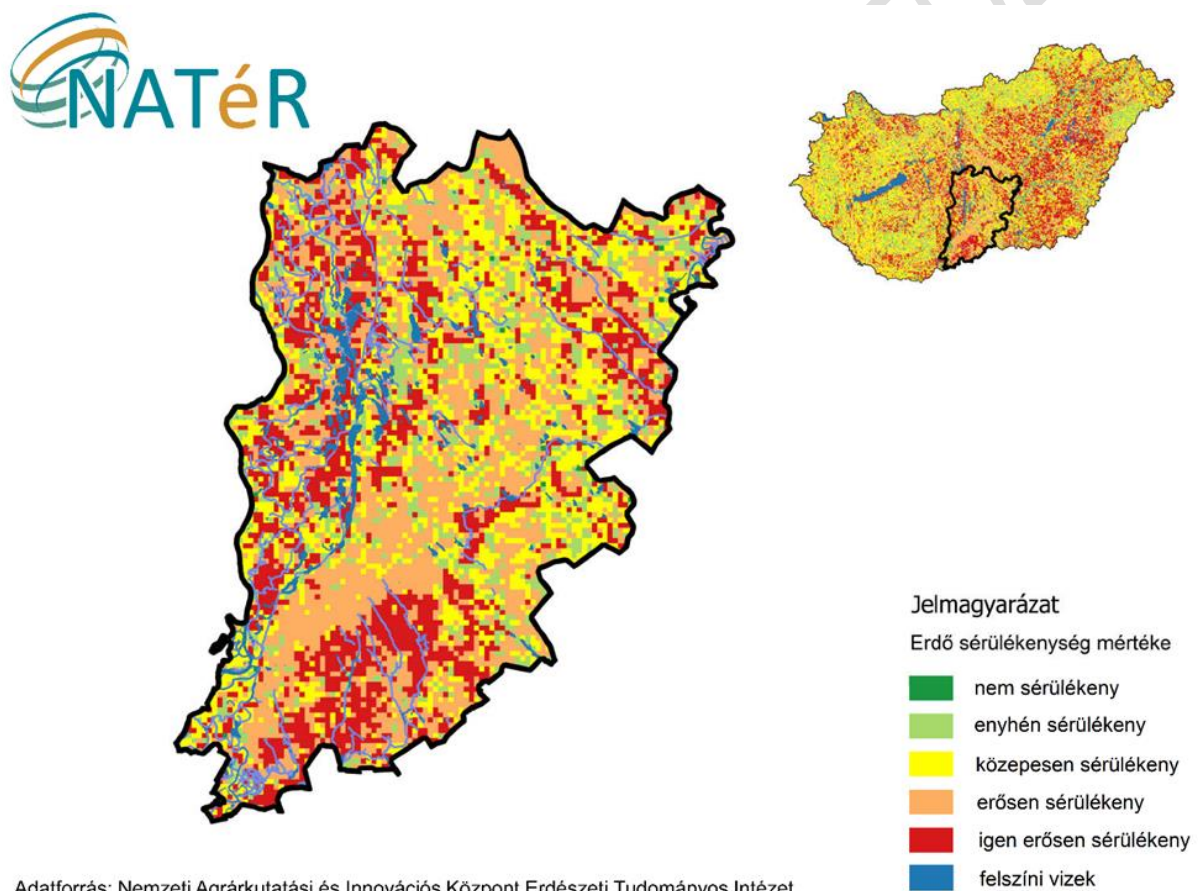 NATéR
Jelmagyarázat
Erdő sérülékenység mértéke
nem sérülékeny
enyhén sérülékeny
közepesen sérülékeny
erősen sérülékeny
igen erősen sérülékeny
felszíni vizek
Adatforrás: Nemzeti Agrárkutatási és Innovációs Központ Erdészeti Tudományos Intézet